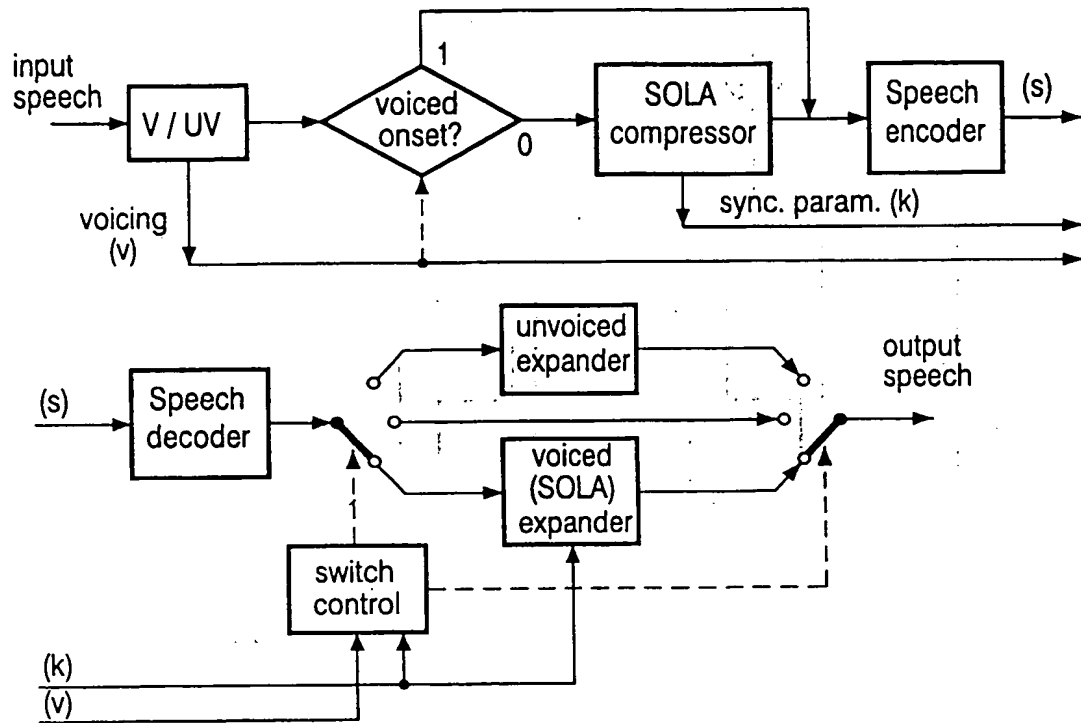 1
input
speech
V / UV
voiced
onset?
0
SOLA
compressor
Speech
encoder
(s)
sync. param. (k)
voicing
(v)
unvoiced
expander
output
speech
(s)
Speech
decoder
voiced
(SOLA)
expander
switch
control
(k)
(v)